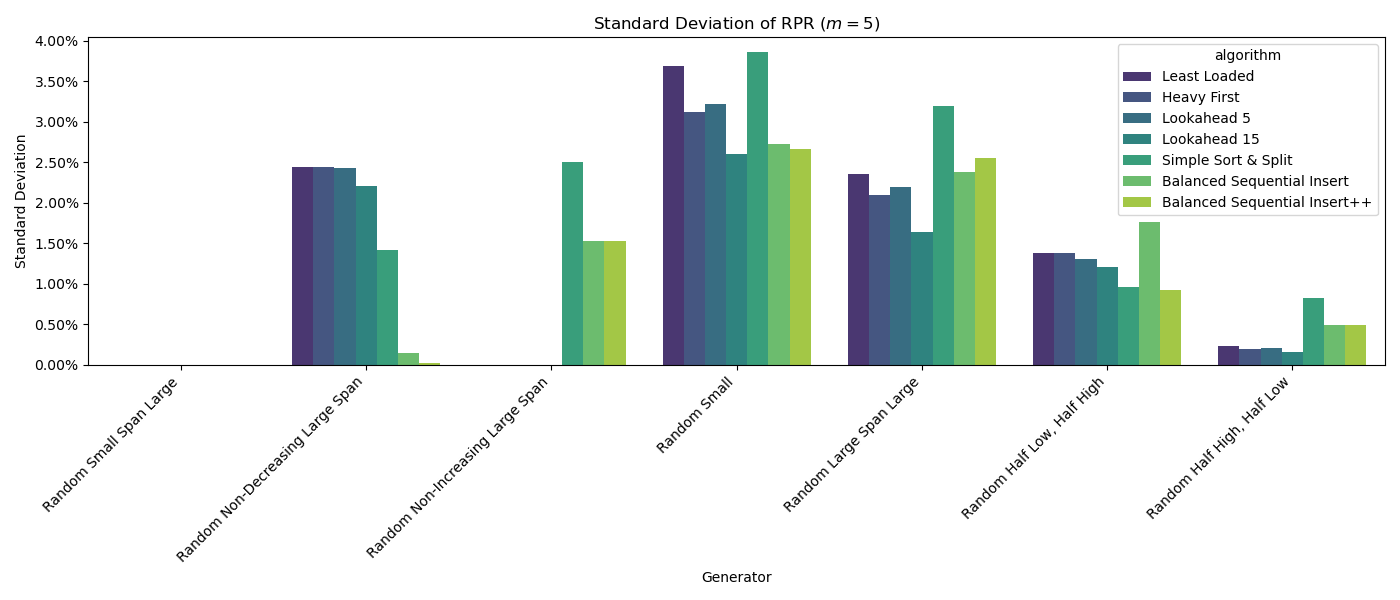 Standard Deviation of RPR (m = 5)
4.00%
3.50%
3.00%
2.50%
2.00%
1.50%
1.00%
0.50%
0.00%
Standard Deviation
algorithm
Least Loaded
Heavy First
Lookahead 5
Lookahead 15
Simple Sort & Split
Balanced Sequential Insert
Balanced Sequential Insert++
Random Small Span Large
Random Non-Decreasing Large Span
Random Non-Increasing Large Span
Random Small
Random Large Span Large
Random Half Low, Half High
Random Half High, Half Low
Generator